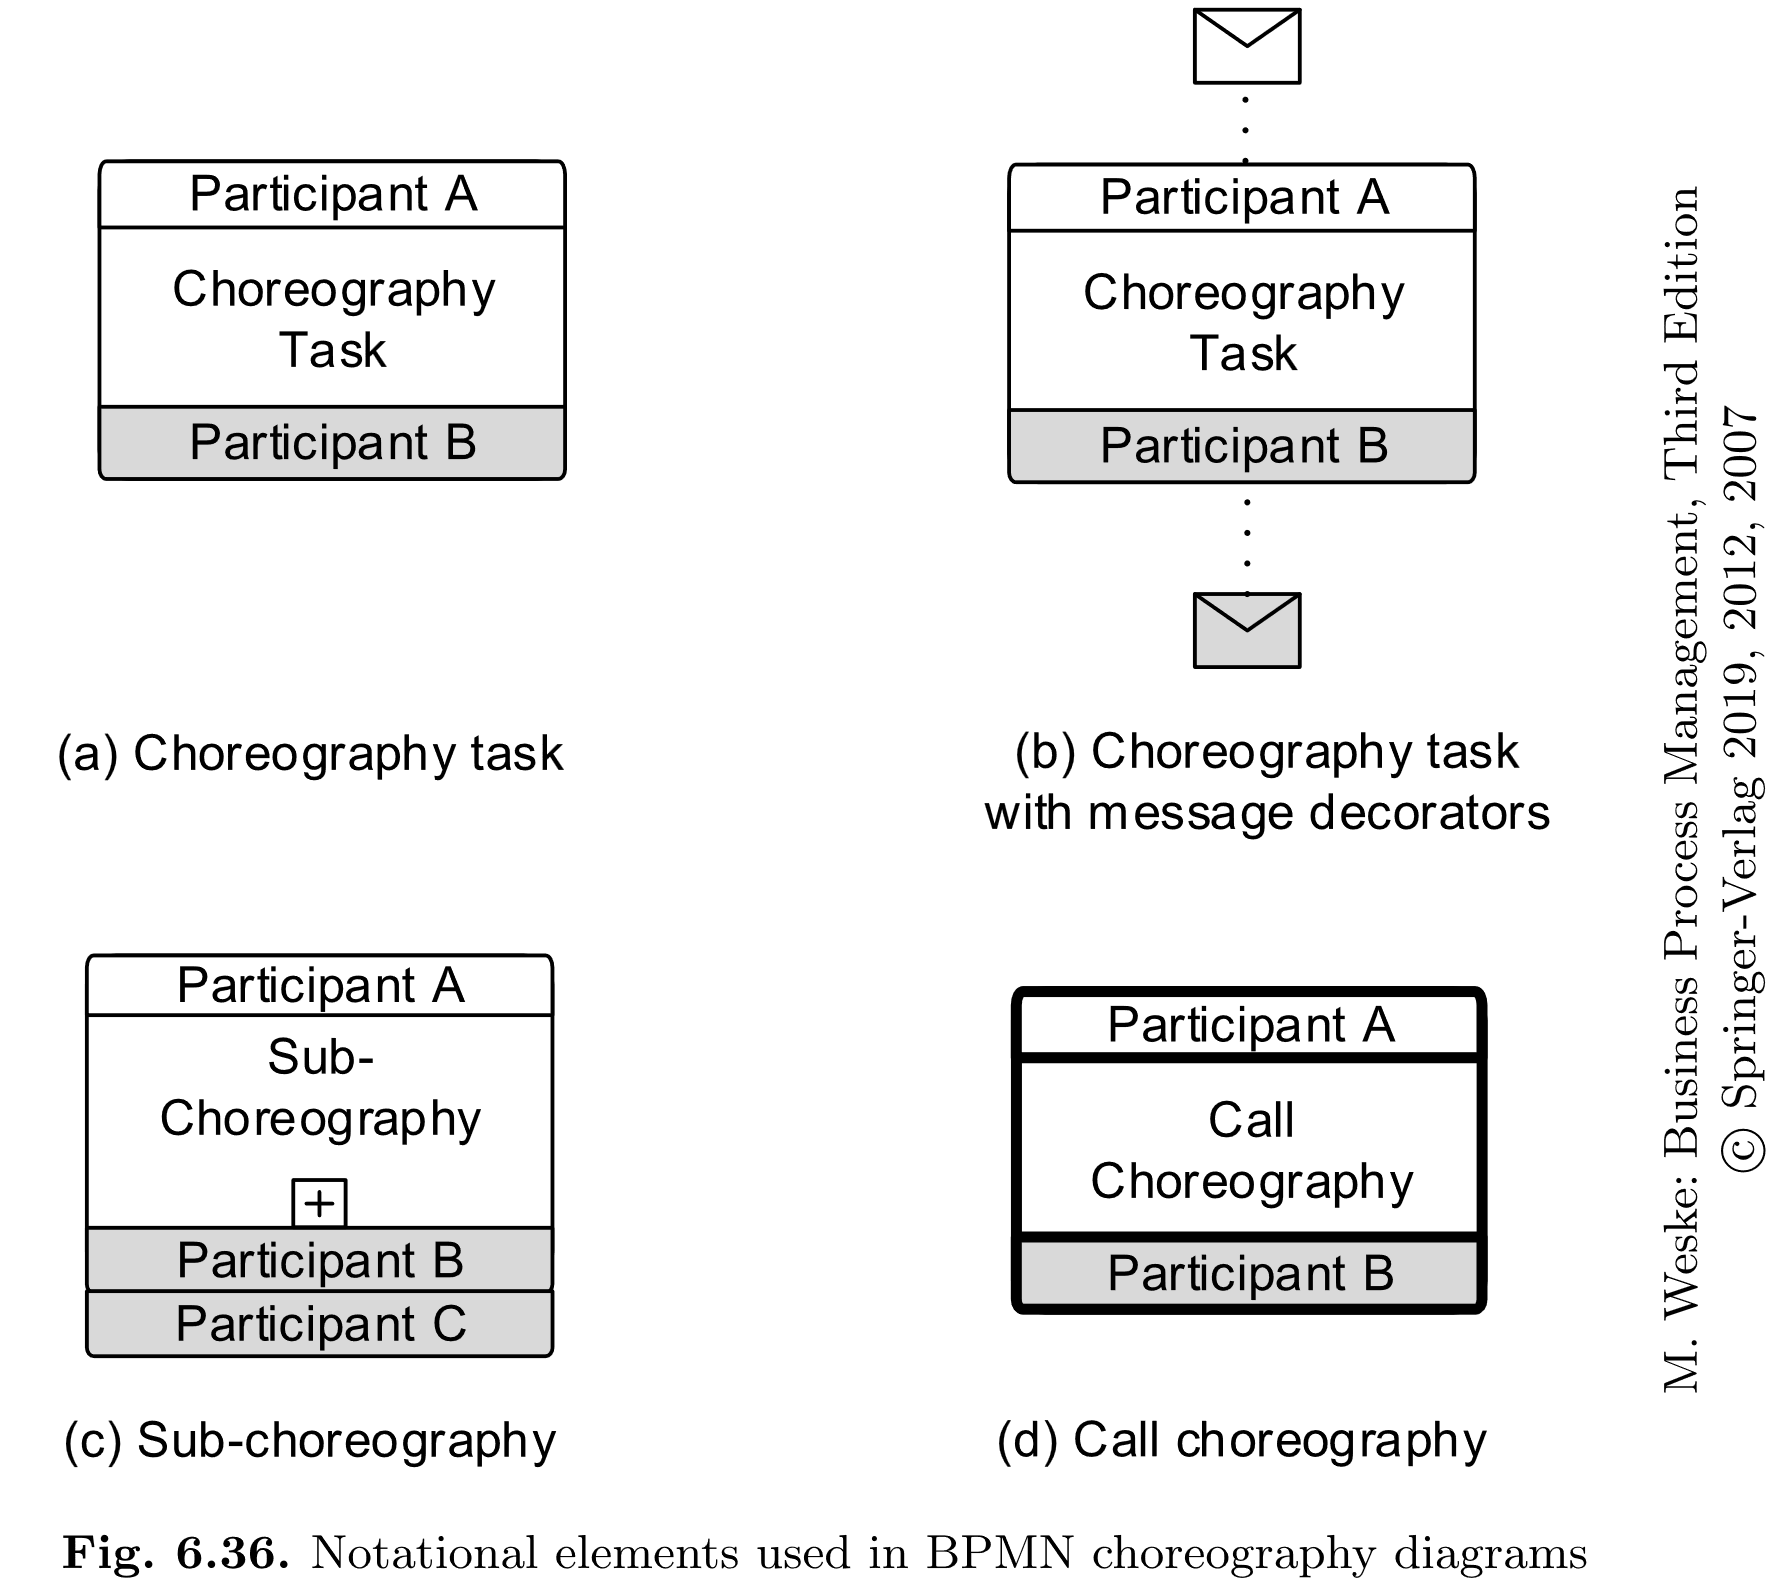 Participant A
Choreography
Task
Participant B
(a) Choreography task
Participant A
Choreography
Task
Participant B
(b) Choreography task
with message decorators
Participant A
Sub-
Choreography
+
Participant B
Participant C
(c) Sub-choreography
Participant A
Call
Choreography
Participant B
(d) Call choreography
Fig. 6.36. Notational elements used in BPMN choreography diagrams
M. Weske: Business Process Management, Third Edition
© Springer-Verlag 2019, 2012, 2007